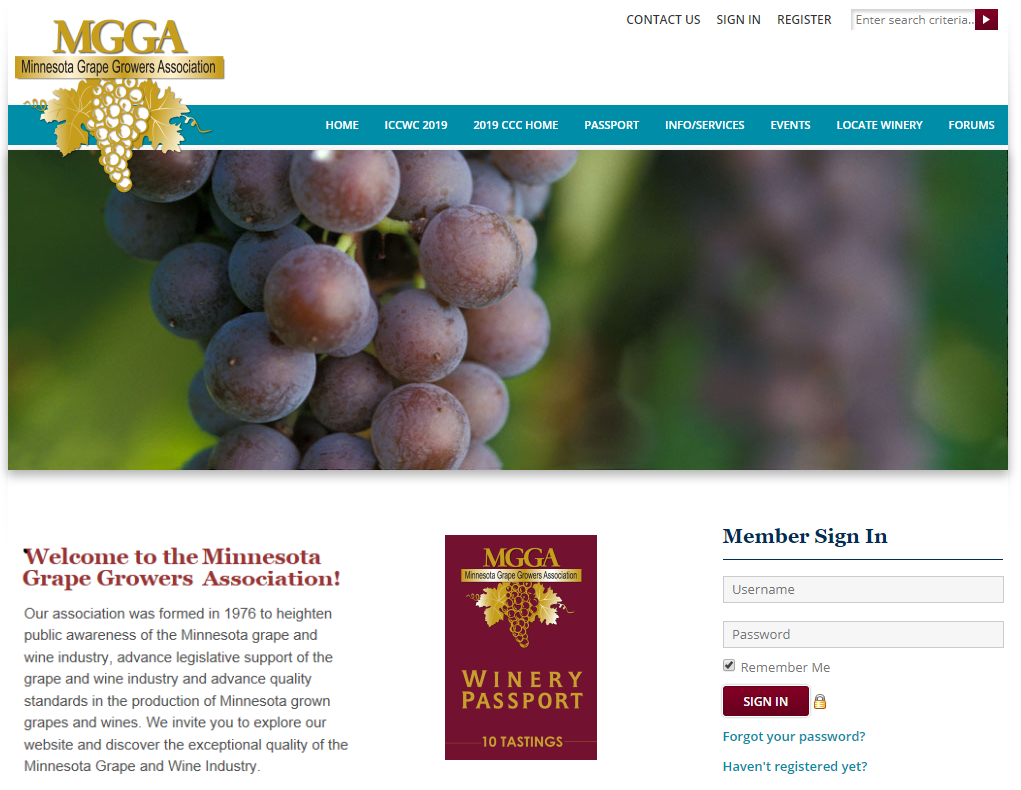 CONTACT US SIGN IN REGISTER Enter search criteria..
MGGA
Minnesota Grape Growers Association
HOME ICCWC 2019 2019 CCC HOME PASSPORT INFO/SERVICES EVENTS LOCATE WINERY FORUMS
Welcome to the Minnesota
Grape Growers Association!
Our association was formed in 1976 to heighten
public awareness of the Minnesota grape and
wine industry, advance legislative support of the
grape and wine industry and advance quality
standards in the production of Minnesota grown
grapes and wines. We invite you to explore our
website and discover the exceptional quality of the
Minnesota Grape and Wine Industry.
MGGA
Minnesota Grape Growers Association
WINERY
PASSPORT
10 TASTINGS
Member Sign In
Username
Password
Remember Me
SIGN IN
Forgot your password?
Haven't registered yet?